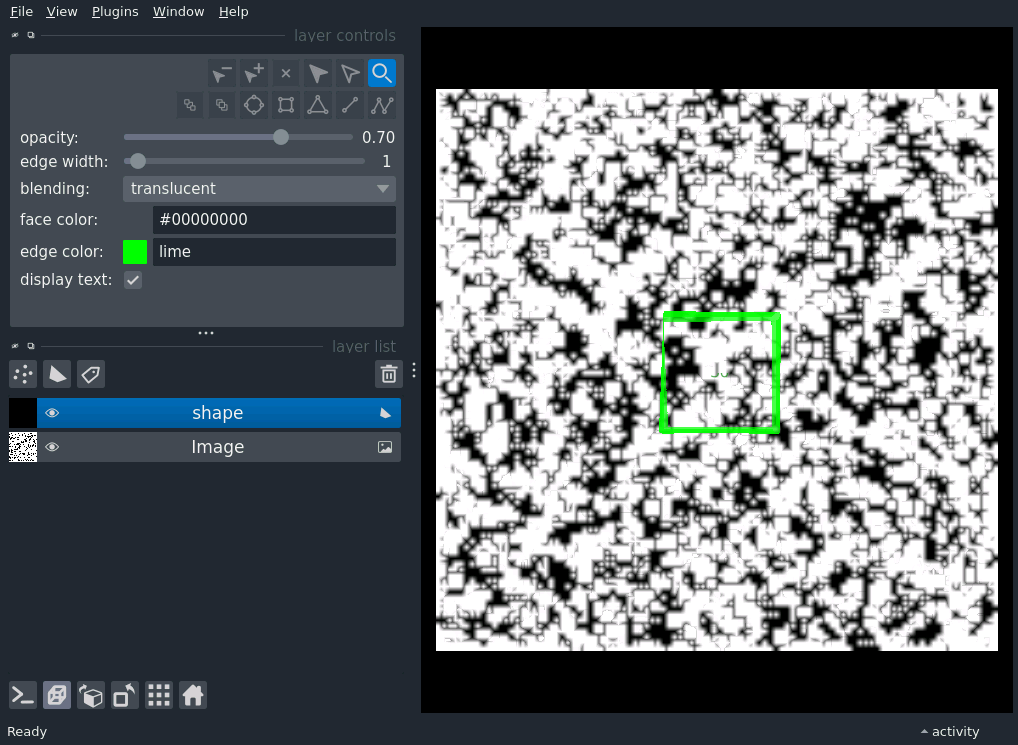 File View Plugins Window Help
layer controls
opacity: 0.70
edge width: 1
blending: translucent
face color: #00000000
edge color: lime
display text:
layer list
shape
Image
Ready
activity